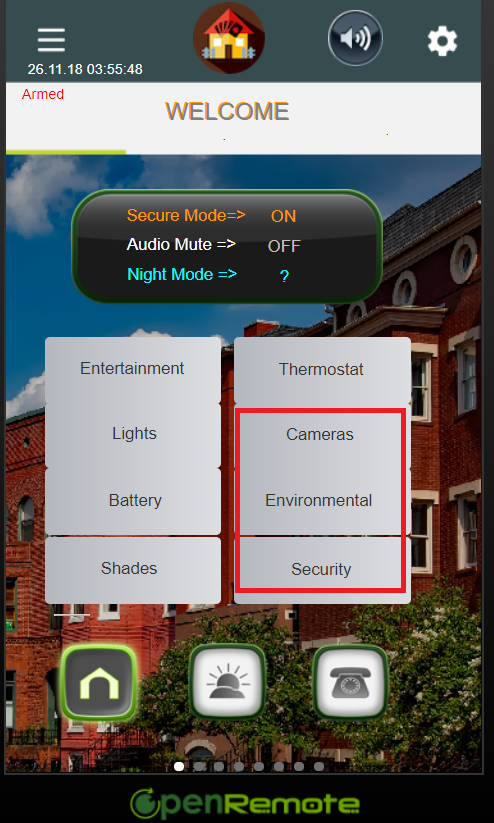 26.11.18 03:55:48
Armed
WELCOME
Secure Mode=> ON
Audio Mute => OFF
Night Mode => ?
Entertainment Thermostat
Lights Cameras
Battery Environmental
Shades Security
OpenRemote